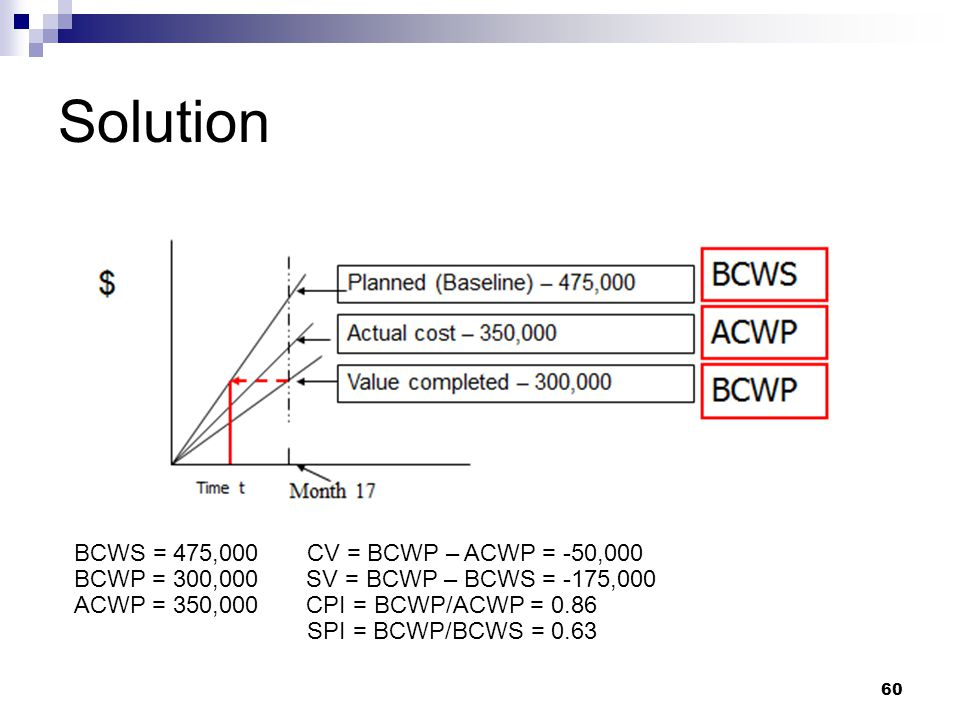 Solution
$
Planned (Baseline) – 475,000
BCWS
Actual cost – 350,000
ACWP
Value completed – 300,000
BCWP
Time t
Month 17
BCWS = 475,000 CV = BCWP – ACWP = -50,000
BCWP = 300,000 SV = BCWP – BCWS = -175,000
ACWP = 350,000 CPI = BCWP/ACWP = 0.86
SPI = BCWP/BCWS = 0.63
60